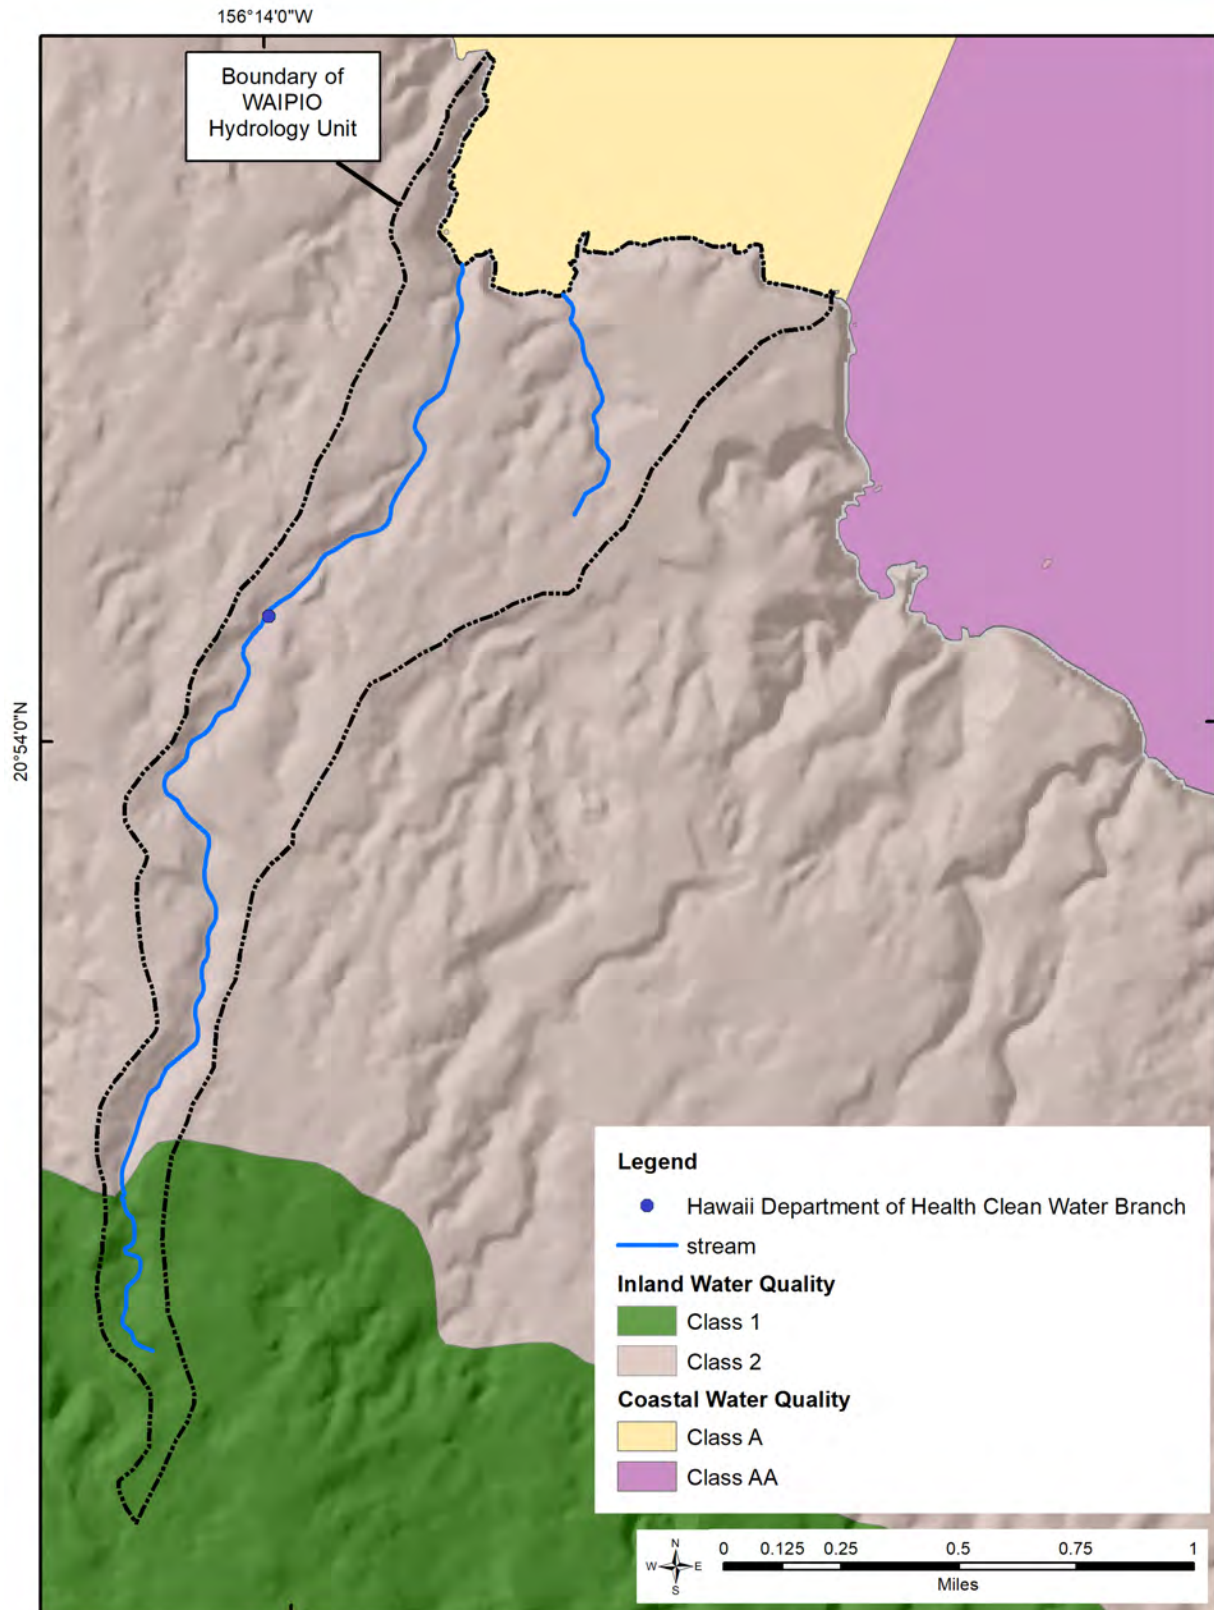 156°14'0"W
Boundary of
WAIPIO
Hydrology Unit
20°54'0"N
Legend
Hawaii Department of Health Clean Water Branch
stream
Inland Water Quality
Class 1
Class 2
Coastal Water Quality
Class A
Class AA
N
W E
S
0 0.125 0.25 0.5 0.75 1
Miles